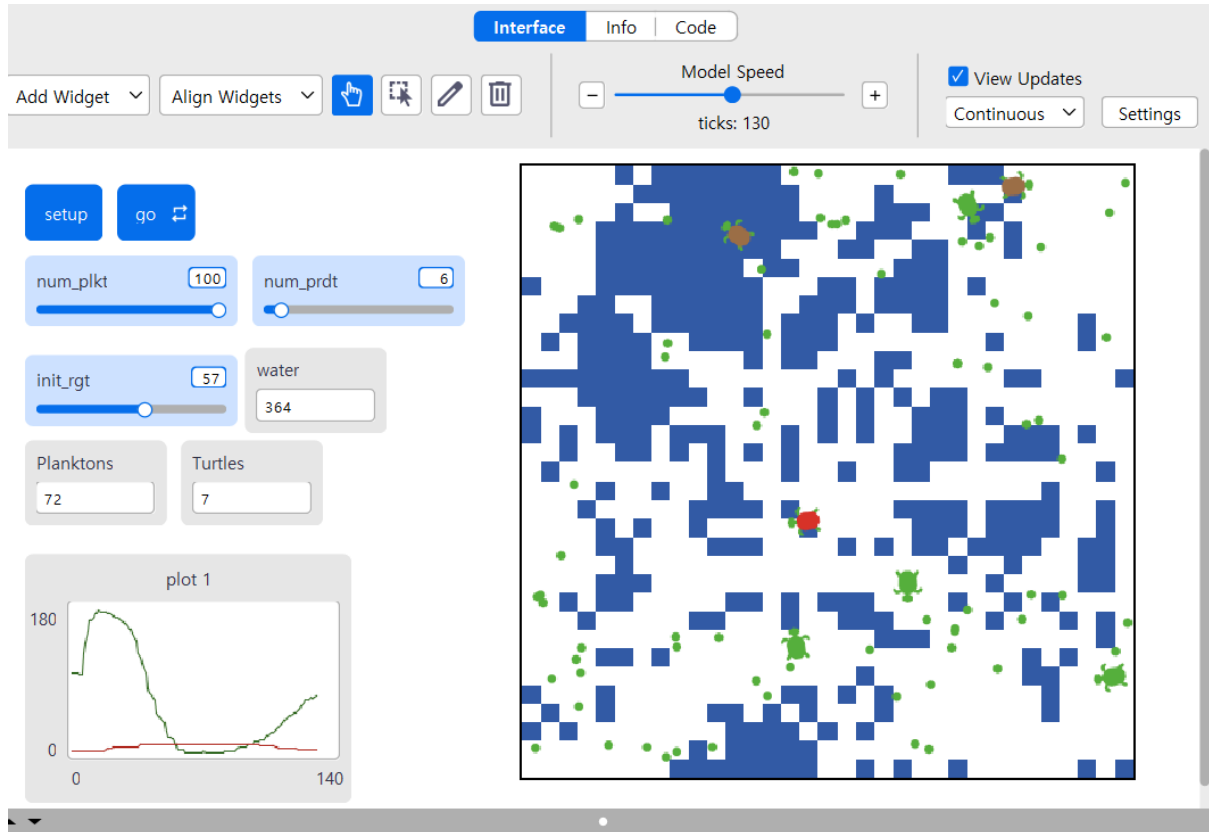 Interface Info Code
Add Widget
Align Widgets
Model Speed
ticks: 130
View Updates
Continuous
Settings
setup
go
num_plkt 100
num_prdt 6
init_rgt 57
water
364
Planktons
72
Turtles
7
plot 1
180
0
0 140